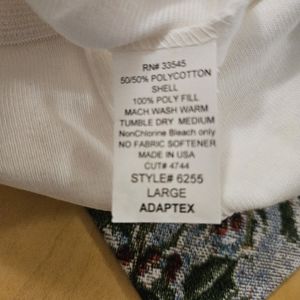 RN# 33545
50/50% POLYCOTTON
SHELL
100% POLY FILL
MACH WASH WARM
TUMBLE DRY MEDIUM
NonChlorine Bleach only
NO FABRIC SOFTENER
MADE IN USA
CUT# 4744
STYLE# 6255
LARGE
ADAPTEX